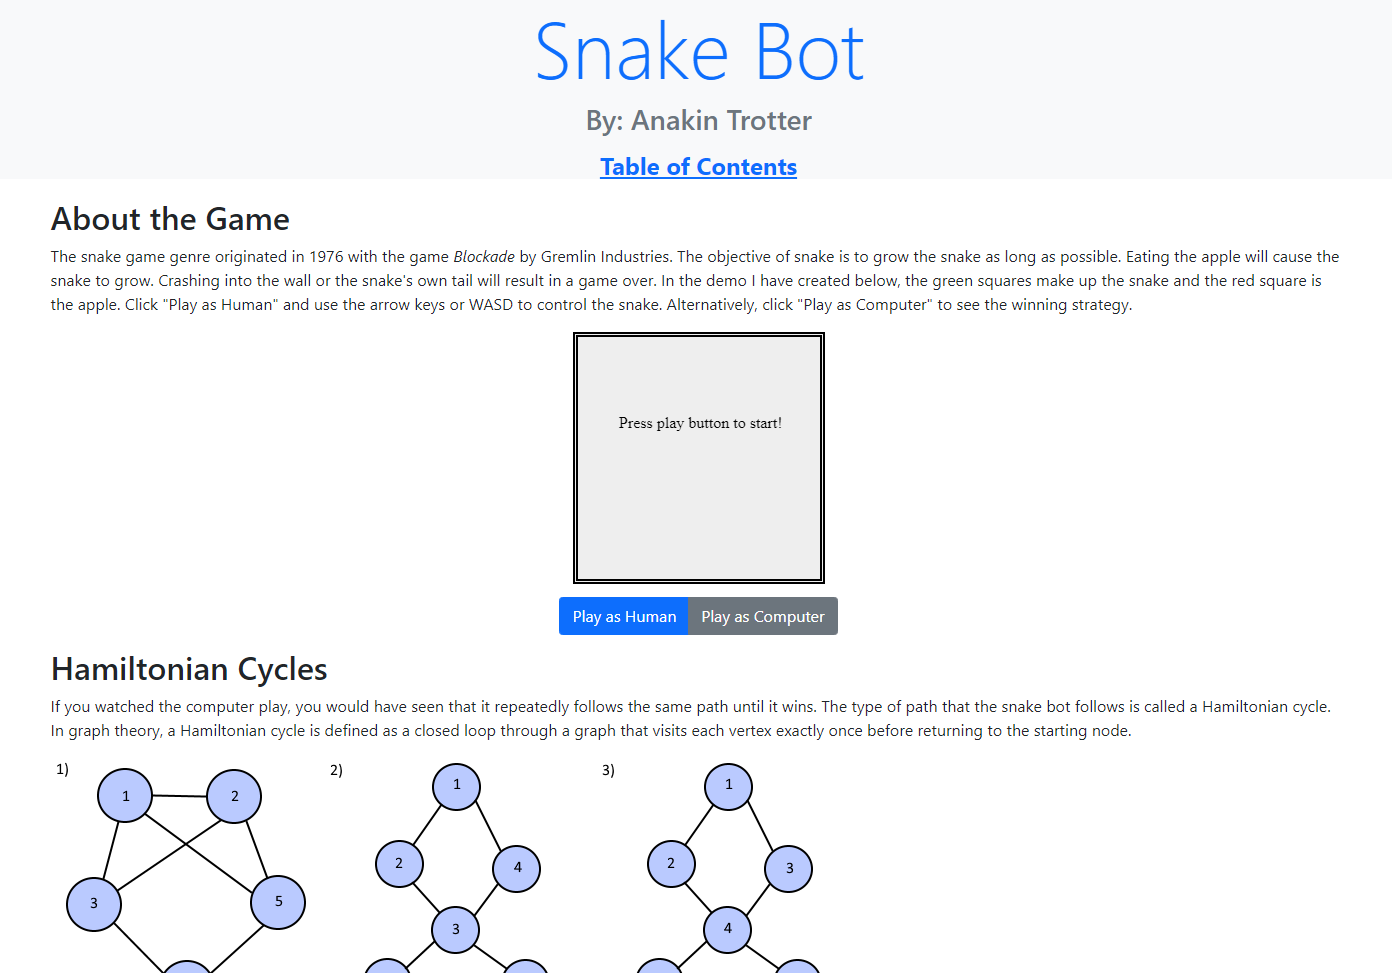 Snake Bot
By: Anakin Trotter
Table of Contents
About the Game
The snake game genre originated in 1976 with the game Blockade by Gremlin Industries. The objective of snake is to grow the snake as long as possible. Eating the apple will cause the
snake to grow. Crashing into the wall or the snake's own tail will result in a game over. In the demo I have created below, the green squares make up the snake and the red square is
the apple. Click "Play as Human" and use the arrow keys or WASD to control the snake. Alternatively, click "Play as Computer" to see the winning strategy.
Press play button to start!
Play as Human Play as Computer
Hamiltonian Cycles
If you watched the computer play, you would have seen that it repeatedly follows the same path until it wins. The type of path that the snake bot follows is called a Hamiltonian cycle.
In graph theory, a Hamiltonian cycle is defined as a closed loop through a graph that visits each vertex exactly once before returning to the starting node.
1)
1
2
3
5
2)
1
2
4
3
3)
1
2
3
4